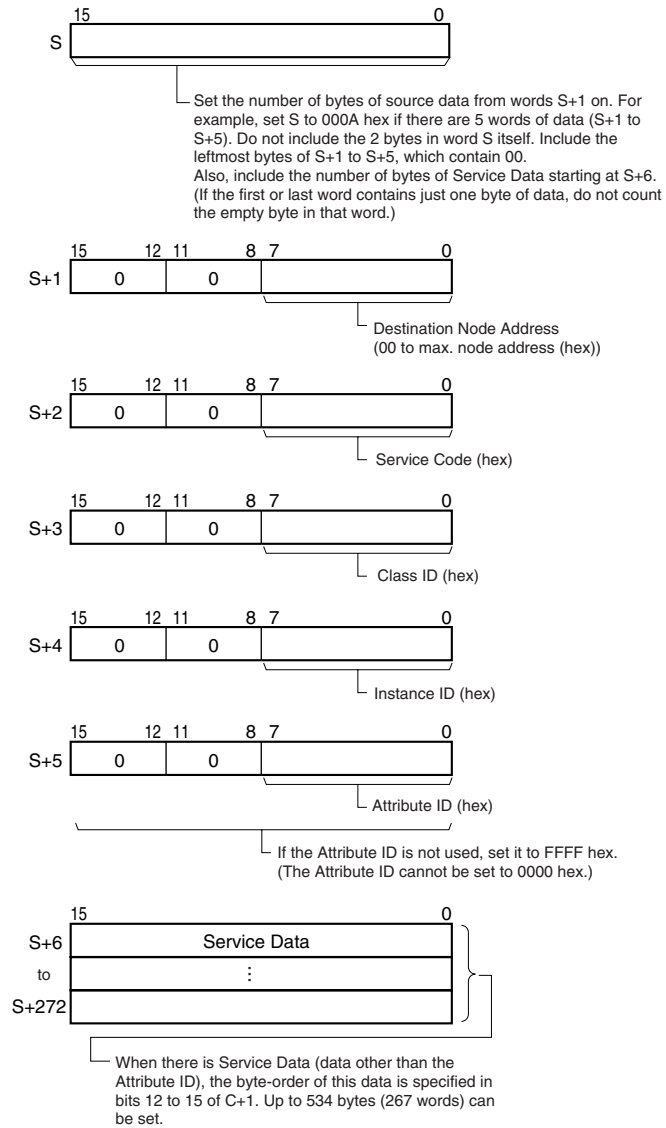 15 0
S
Set the number of bytes of source data from words S+1 on. For
example, set S to 000A hex if there are 5 words of data (S+1 to
S+5). Do not include the 2 bytes in word S itself. Include the
leftmost bytes of S+1 to S+5, which contain 00.
Also, include the number of bytes of Service Data starting at S+6.
(If the first or last word contains just one byte of data, do not count
the empty byte in that word.)
15 12 11 8 7 0
S+1 0 0
Destination Node Address
(00 to max. node address (hex))
15 12 11 8 7 0
S+2 0 0
Service Code (hex)
15 12 11 8 7 0
S+3 0 0
Class ID (hex)
15 12 11 8 7 0
S+4 0 0
Instance ID (hex)
15 12 11 8 7 0
S+5 0 0
Attribute ID (hex)
If the Attribute ID is not used, set it to FFFF hex.
(The Attribute ID cannot be set to 0000 hex.)
15 0
S+6 Service Data
to ⋮
S+272
When there is Service Data (data other than the
Attribute ID), the byte-order of this data is specified in
bits 12 to 15 of C+1. Up to 534 bytes (267 words) can
be set.